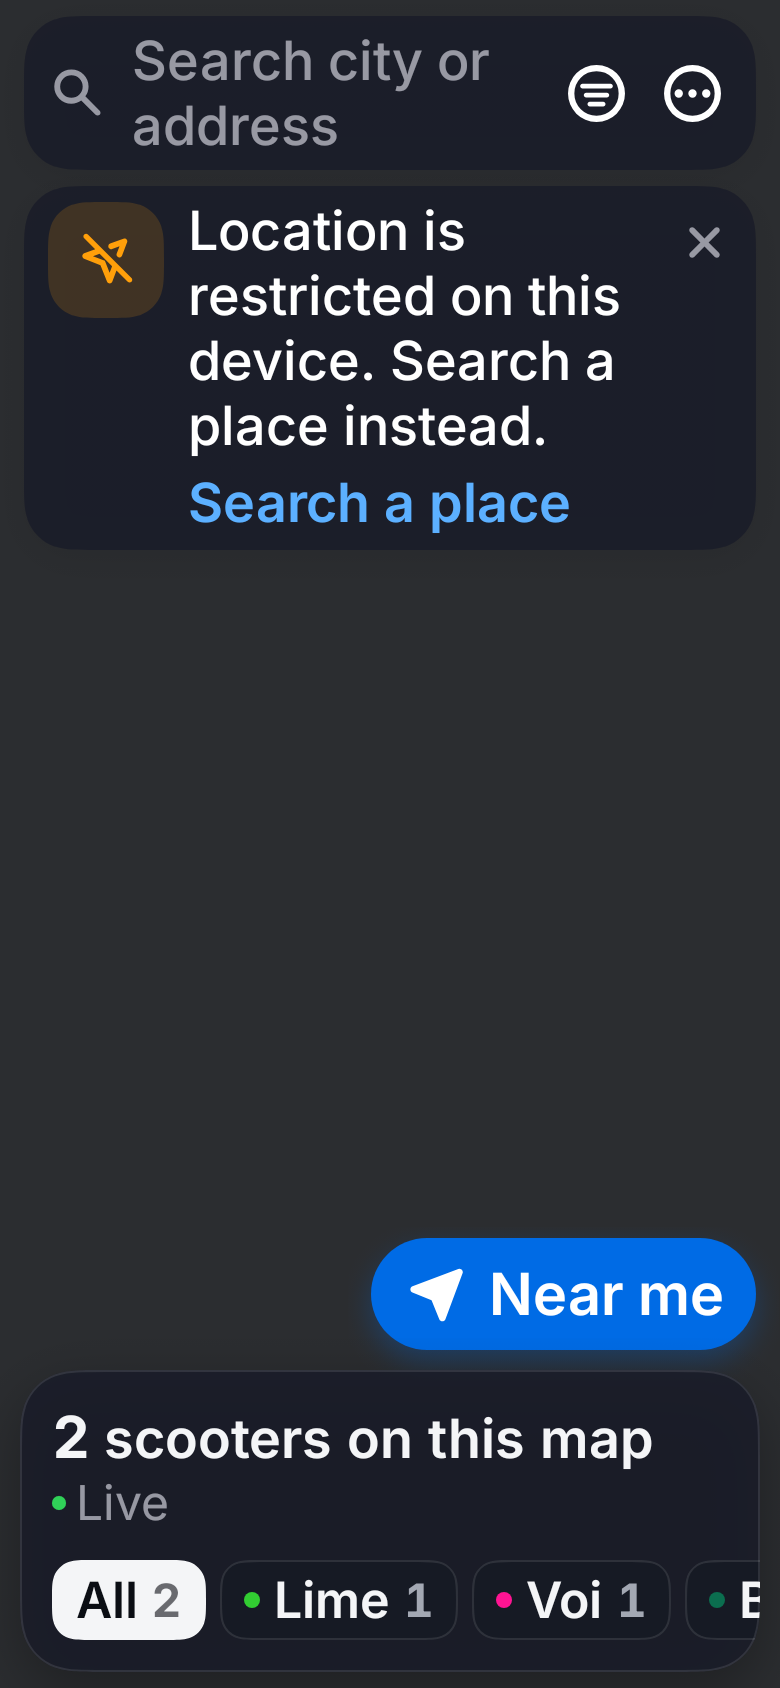 Search city or
address
Location is
restricted on this
device. Search a
place instead.
Search a place
Near me
2 scooters on this map
Live
All 2
Lime 1
Voi 1